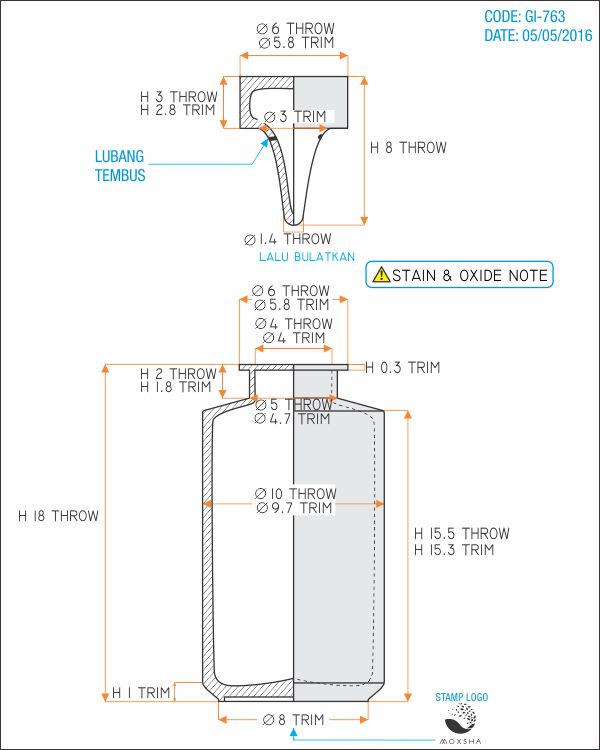 CODE: GI-763
DATE: 05/05/2016
∅ 6 THROW
∅ 5.8 TRIM
H 3 THROW
H 2.8 TRIM
∅ 3 TRIM
H 8 THROW
LUBANG
TEMBUS
∅ 1.4 THROW
LALU BULATKAN
STAIN & OXIDE NOTE
∅ 6 THROW
∅ 5.8 TRIM
∅ 4 THROW
∅ 4 TRIM
H 2 THROW
H 1.8 TRIM
H 0.3 TRIM
∅ 5 THROW
∅ 4.7 TRIM
∅ 10 THROW
∅ 9.7 TRIM
H 18 THROW
H 15.5 THROW
H 15.3 TRIM
H 1 TRIM
∅ 8 TRIM
STAMP LOGO
MOXSHA